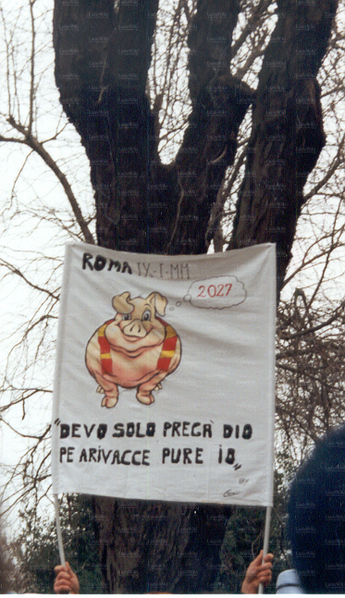 ROMA IX-I-MM
2027
"DEVO SOLO PREGÀ DIO
PE ARIVACCE PURE IO"